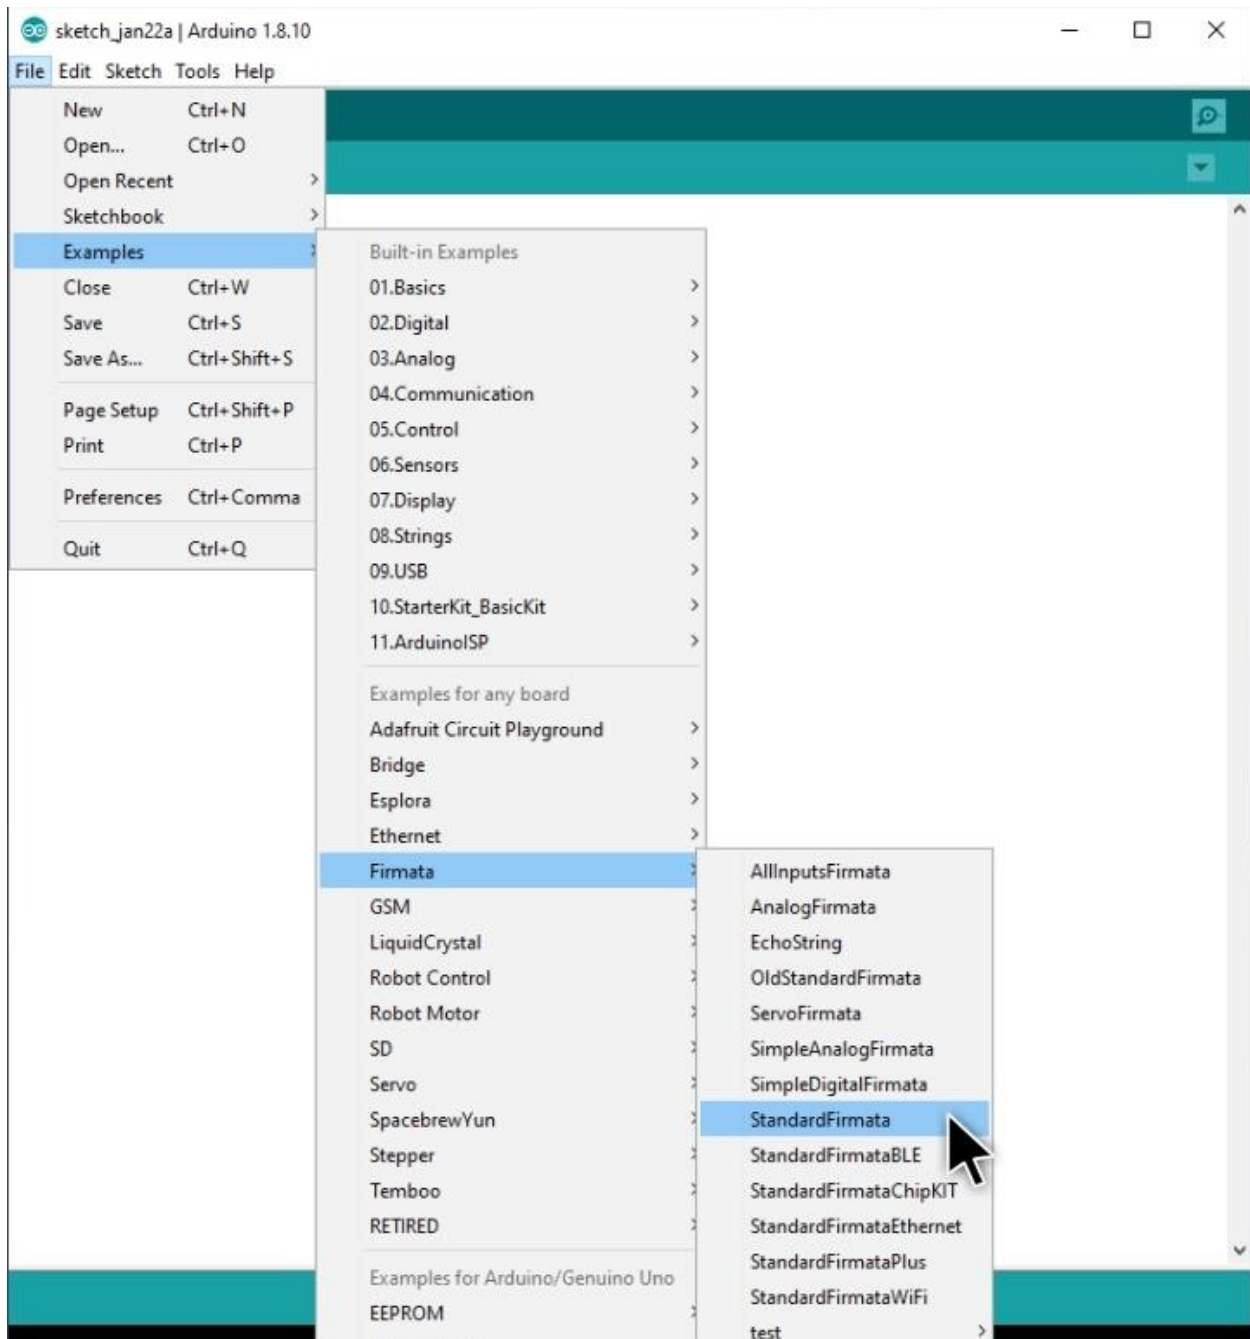 sketch_jan22a | Arduino 1.8.10
File Edit Sketch Tools Help
New Ctrl+N
Open... Ctrl+O
Open Recent
Sketchbook
Examples
Close Ctrl+W
Save Ctrl+S
Save As... Ctrl+Shift+S
Page Setup Ctrl+Shift+P
Print Ctrl+P
Preferences Ctrl+Comma
Quit Ctrl+Q
Built-in Examples
01.Basics
02.Digital
03.Analog
04.Communication
05.Control
06.Sensors
07.Display
08.Strings
09.USB
10.StarterKit_BasicKit
11.ArduinoISP
Examples for any board
Adafruit Circuit Playground
Bridge
Esplora
Ethernet
Firmata
GSM
LiquidCrystal
Robot Control
Robot Motor
SD
Servo
SpacebrewYun
Stepper
Temboo
RETIRED
Examples for Arduino/Genuino Uno
EEPROM
AllInputsFirmata
AnalogFirmata
EchoString
OldStandardFirmata
ServoFirmata
SimpleAnalogFirmata
SimpleDigitalFirmata
StandardFirmata
StandardFirmataBLE
StandardFirmataChipKIT
StandardFirmataEthernet
StandardFirmataPlus
StandardFirmataWiFi
test